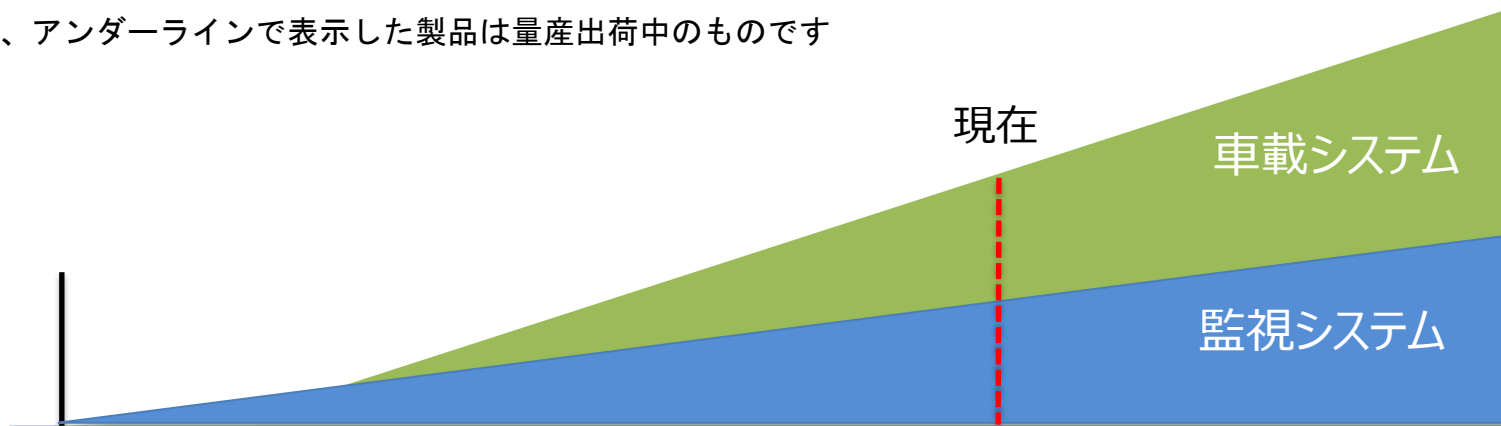 、アンダーラインで表示した製品は量産出荷中のものです
現在
車載システム
監視システム